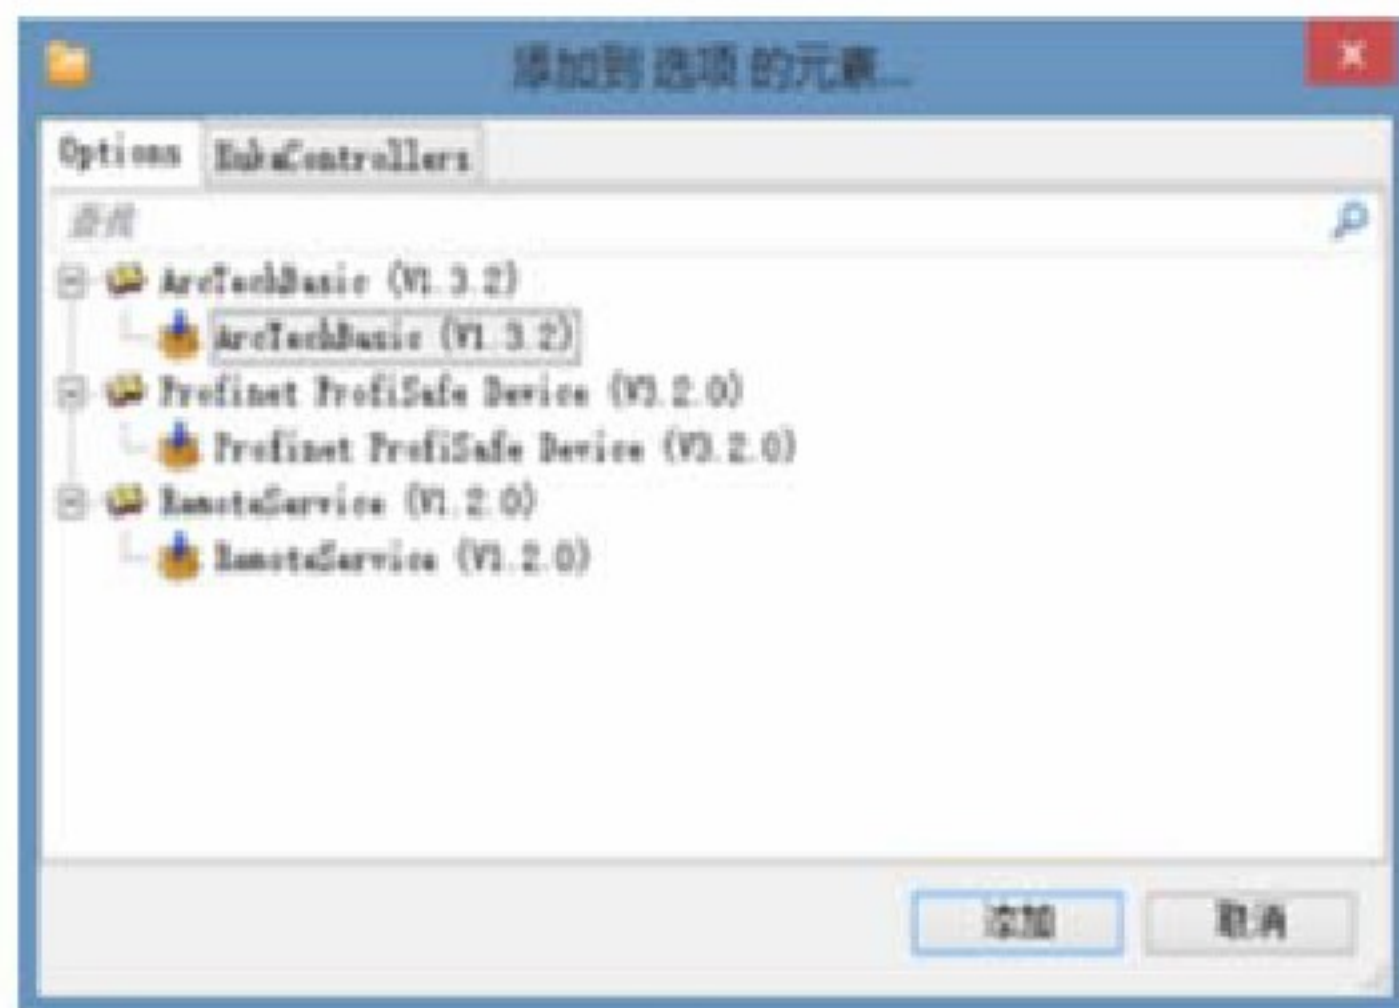 添加到 选项 的元素...
Options KukaControllers
查找
ArcTechBasic (V1.3.2)
ArcTechBasic (V1.3.2)
Profinet ProfiSafe Device (V3.2.0)
Profinet ProfiSafe Device (V3.2.0)
RemoteService (V1.2.0)
RemoteService (V1.2.0)
添加 取消